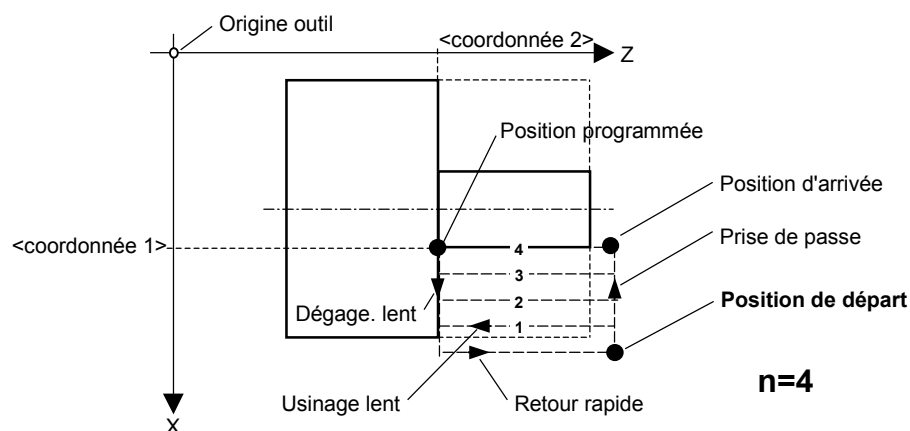 Origine outil
<coordonnée 2>
Z
Position programmée
Position d'arrivée
<coordonnée 1>
4
Prise de passe
3
2
Position de départ
Dégage. lent
1
n=4
Usinage lent
Retour rapide
X